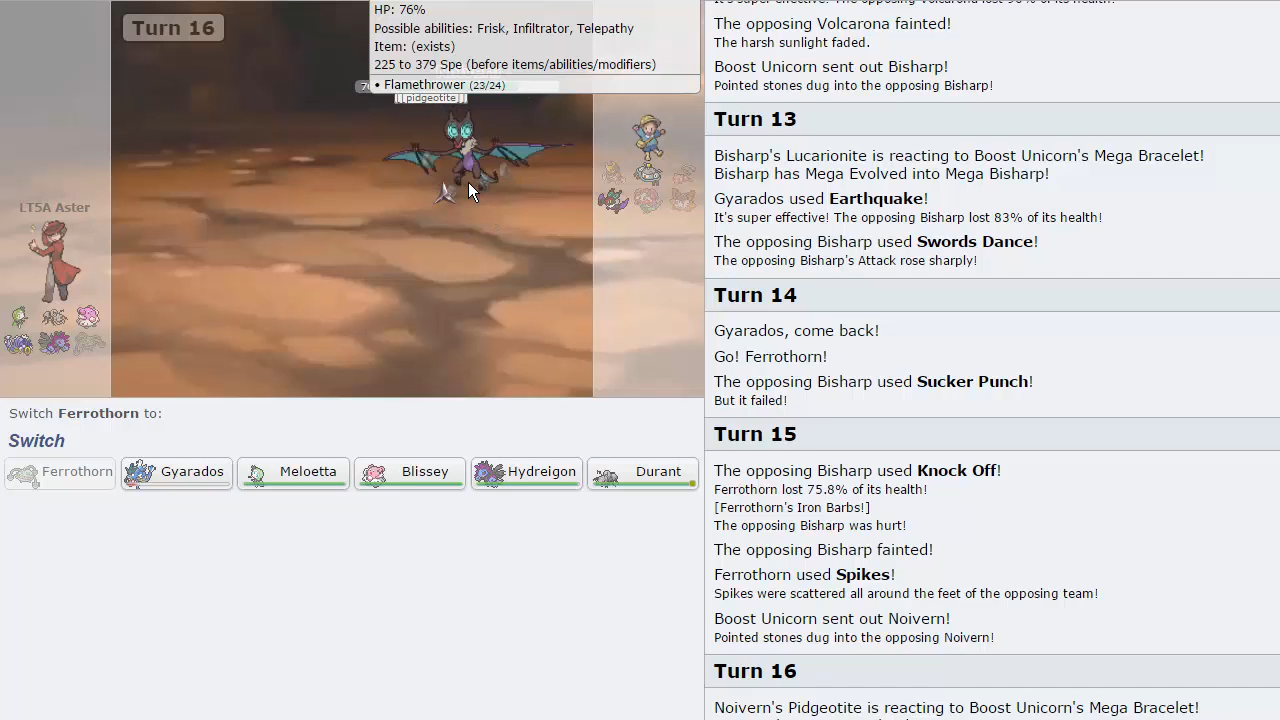 Turn 16
HP: 76%
Possible abilities: Frisk, Infiltrator, Telepathy
Item: (exists)
225 to 379 Spe (before items/abilities/modifiers)
• Flamethrower (23/24)
[[pidgeotite]]
LT5A Aster
Switch Ferrothorn to:
Switch
Ferrothorn
Gyarados
Meloetta
Blissey
Hydreigon
Durant
The opposing Volcarona fainted!
The harsh sunlight faded.
Boost Unicorn sent out Bisharp!
Pointed stones dug into the opposing Bisharp!
Turn 13
Bisharp's Lucarionite is reacting to Boost Unicorn's Mega Bracelet!
Bisharp has Mega Evolved into Mega Bisharp!
Gyarados used Earthquake!
It's super effective! The opposing Bisharp lost 83% of its health!
The opposing Bisharp used Swords Dance!
The opposing Bisharp's Attack rose sharply!
Turn 14
Gyarados, come back!
Go! Ferrothorn!
The opposing Bisharp used Sucker Punch!
But it failed!
Turn 15
The opposing Bisharp used Knock Off!
Ferrothorn lost 75.8% of its health!
[Ferrothorn's Iron Barbs!]
The opposing Bisharp was hurt!
The opposing Bisharp fainted!
Ferrothorn used Spikes!
Spikes were scattered all around the feet of the opposing team!
Boost Unicorn sent out Noivern!
Pointed stones dug into the opposing Noivern!
Turn 16
Noivern's Pidgeotite is reacting to Boost Unicorn's Mega Bracelet!